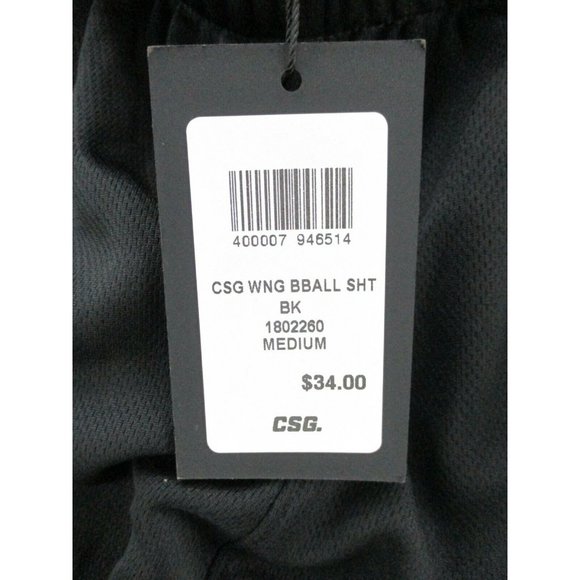 400007 946514
CSG WNG BBALL SHT
BK
1802260
MEDIUM
$34.00
CSG.